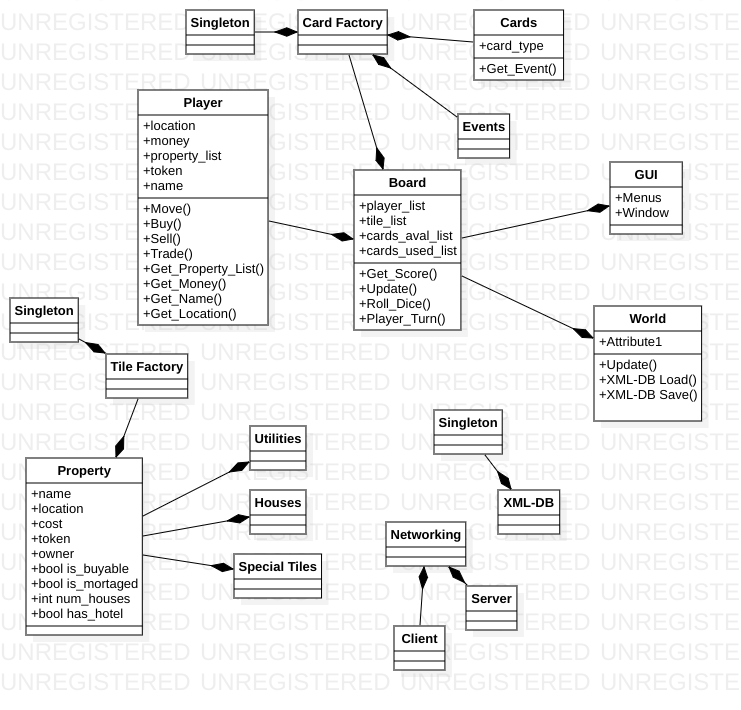 Singleton
Card Factory
Cards
+card_type
+Get_Event()
Player
+location
+money
+property_list
+token
+name
+Move()
+Buy()
+Sell()
+Trade()
+Get_Property_List()
+Get_Money()
+Get_Name()
+Get_Location()
Events
Board
+player_list
+tile_list
+cards_aval_list
+cards_used_list
+Get_Score()
+Update()
+Roll_Dice()
+Player_Turn()
GUI
+Menus
+Window
World
+Attribute1
+Update()
+XML-DB Load()
+XML-DB Save()
Singleton
Tile Factory
Property
+name
+location
+cost
+token
+owner
+bool is_buyable
+bool is_mortaged
+int num_houses
+bool has_hotel
Utilities
Houses
Special Tiles
Singleton
XML-DB
Networking
Server
Client
UNREGISTERED UNREGISTERED UNREGISTERED UNREGISTERED